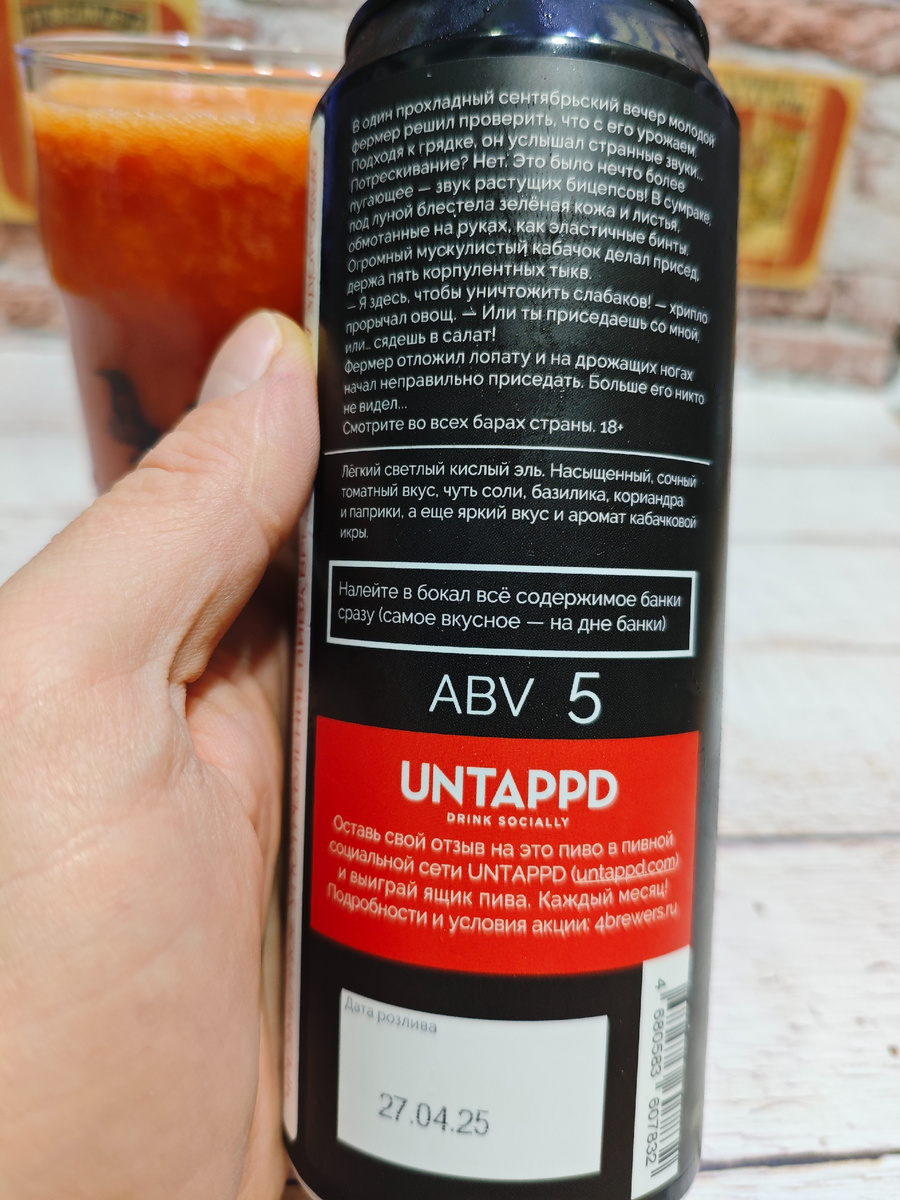 В один прохладный сентябрьский вечер молодой
фермер решил проверить, что с его урожаем.
Подходя к грядке, он услышал странные звуки...
Потрескивание? Нет. Это было нечто более
пугающее — звук растущих бицепсов! В сумраке,
под луной блестела зелёная кожа и листья,
обмотанные на руках, как эластичные бинты.
Огромный мускулистый кабачок делал присед,
держа пять корпулентных тыкв.
— Я здесь, чтобы уничтожить слабаков! — хрипло
прорычал овощ. — Или ты приседаешь со мной,
или... сядешь в салат!
Фермер отложил лопату и на дрожащих ногах
начал неправильно приседать. Больше его никто
не видел...
Смотрите во всех барах страны. 18+
Лёгкий светлый кислый эль. Насыщенный, сочный
томатный вкус, чуть соли, базилика, кориандра
и паприки, а еще яркий вкус и аромат кабачковой
икры.
Налейте в бокал всё содержимое банки
сразу (самое вкусное — на дне банки)
ABV 5
UNTAPPD
DRINK SOCIALLY
Оставь свой отзыв на это пиво в пивной
социальной сети UNTAPPD (untappd.com)
и выиграй ящик пива. Каждый месяц!
Подробности и условия акции: 4brewers.ru
Дата розлива
27.04.25
4 680583 607832